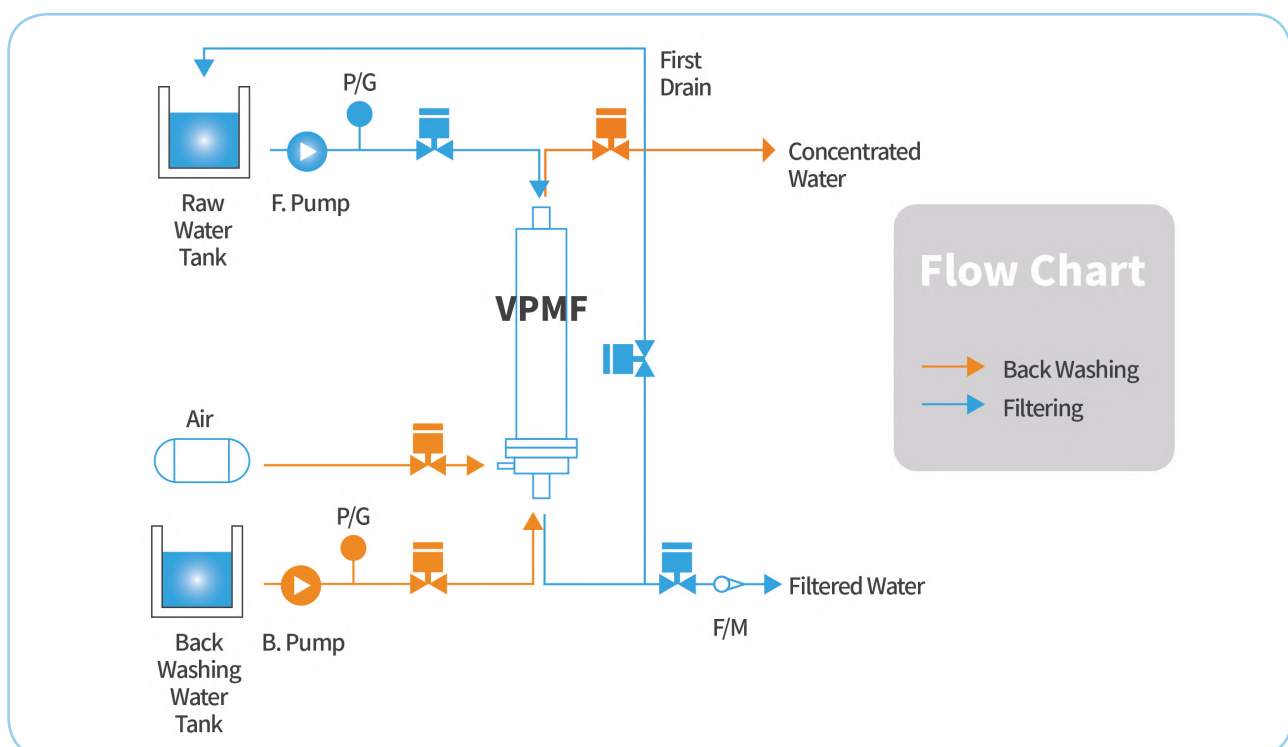 First
Drain
P/G
Concentrated
Water
Raw
Water
Tank
F. Pump
Flow Chart
VPMF
Back Washing
Filtering
Air
P/G
Filtered Water
F/M
Back
Washing
Water
Tank
B. Pump